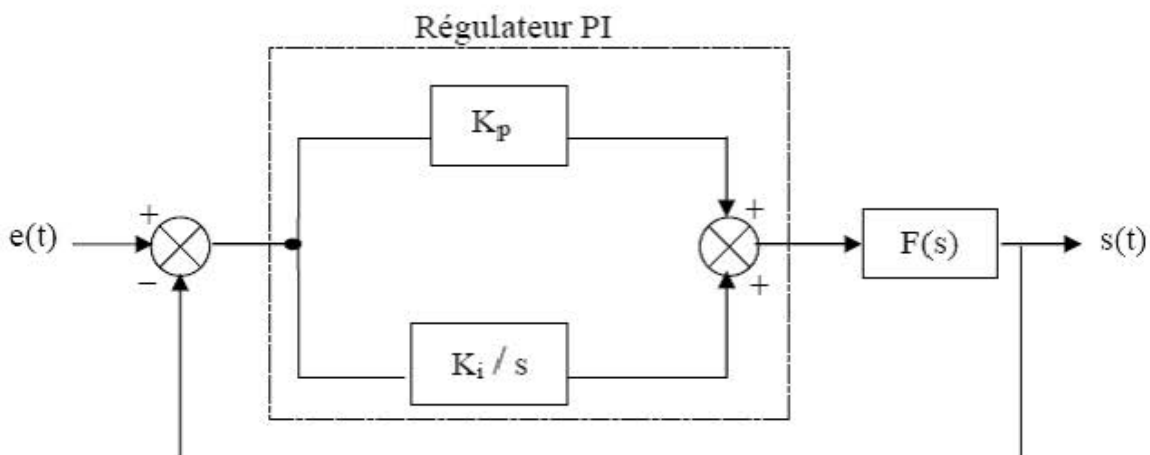 Régulateur PI
Kp
+
+
e(t)
F(s)
s(t)
−
+
Ki / s